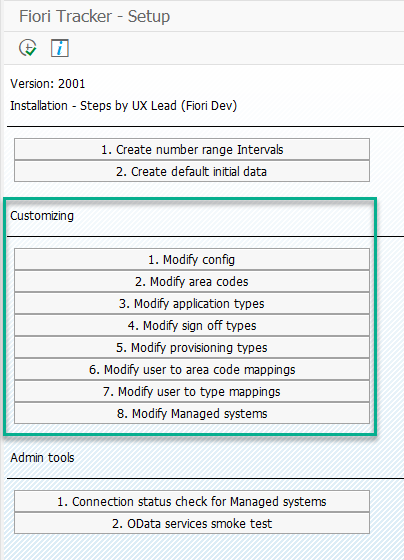 Fiori Tracker - Setup
Version: 2001
Installation - Steps by UX Lead (Fiori Dev)
1. Create number range Intervals
2. Create default initial data
Customizing
1. Modify config
2. Modify area codes
3. Modify application types
4. Modify sign off types
5. Modify provisioning types
6. Modify user to area code mappings
7. Modify user to type mappings
8. Modify Managed systems
Admin tools
1. Connection status check for Managed systems
2. OData services smoke test